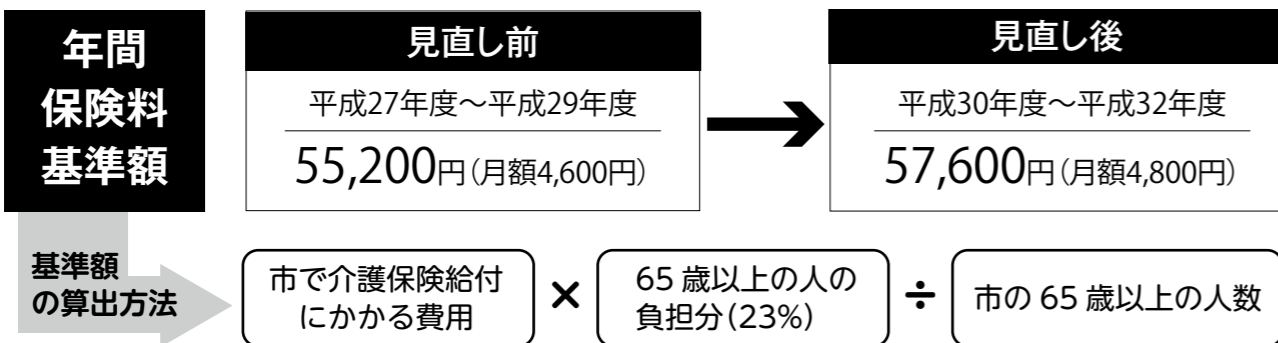 年間
保険料
基準額
見直し前
平成27年度～平成29年度
55,200円（月額4,600円）
見直し後
平成30年度～平成32年度
57,600円（月額4,800円）
基準額
の算出方法
市で介護保険給付
にかかる費用
×
65 歳以上の人の
負担分（23%）
÷
市の 65 歳以上の人数